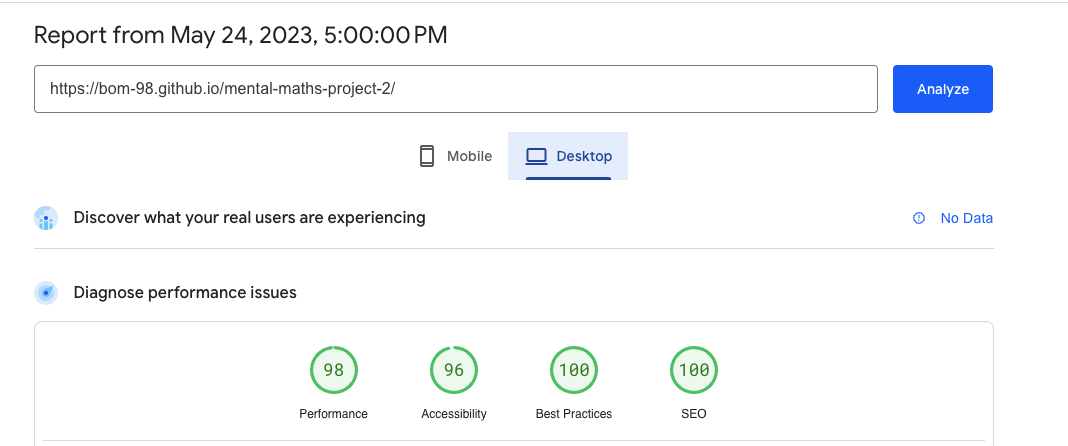 Report from May 24, 2023, 5:00:00 PM
https://bom-98.github.io/mental-maths-project-2/
Analyze
Mobile
Desktop
Discover what your real users are experiencing
No Data
Diagnose performance issues
98
96
100
100
Performance
Accessibility
Best Practices
SEO